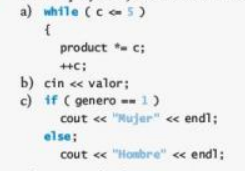 a) while ( c <= 5 )
{
product *= c;
++c;
b) cin << valor;
c) if ( genero == 1 )
cout << "Mujer" << endl;
else;
cout << "Hombre" << endl;